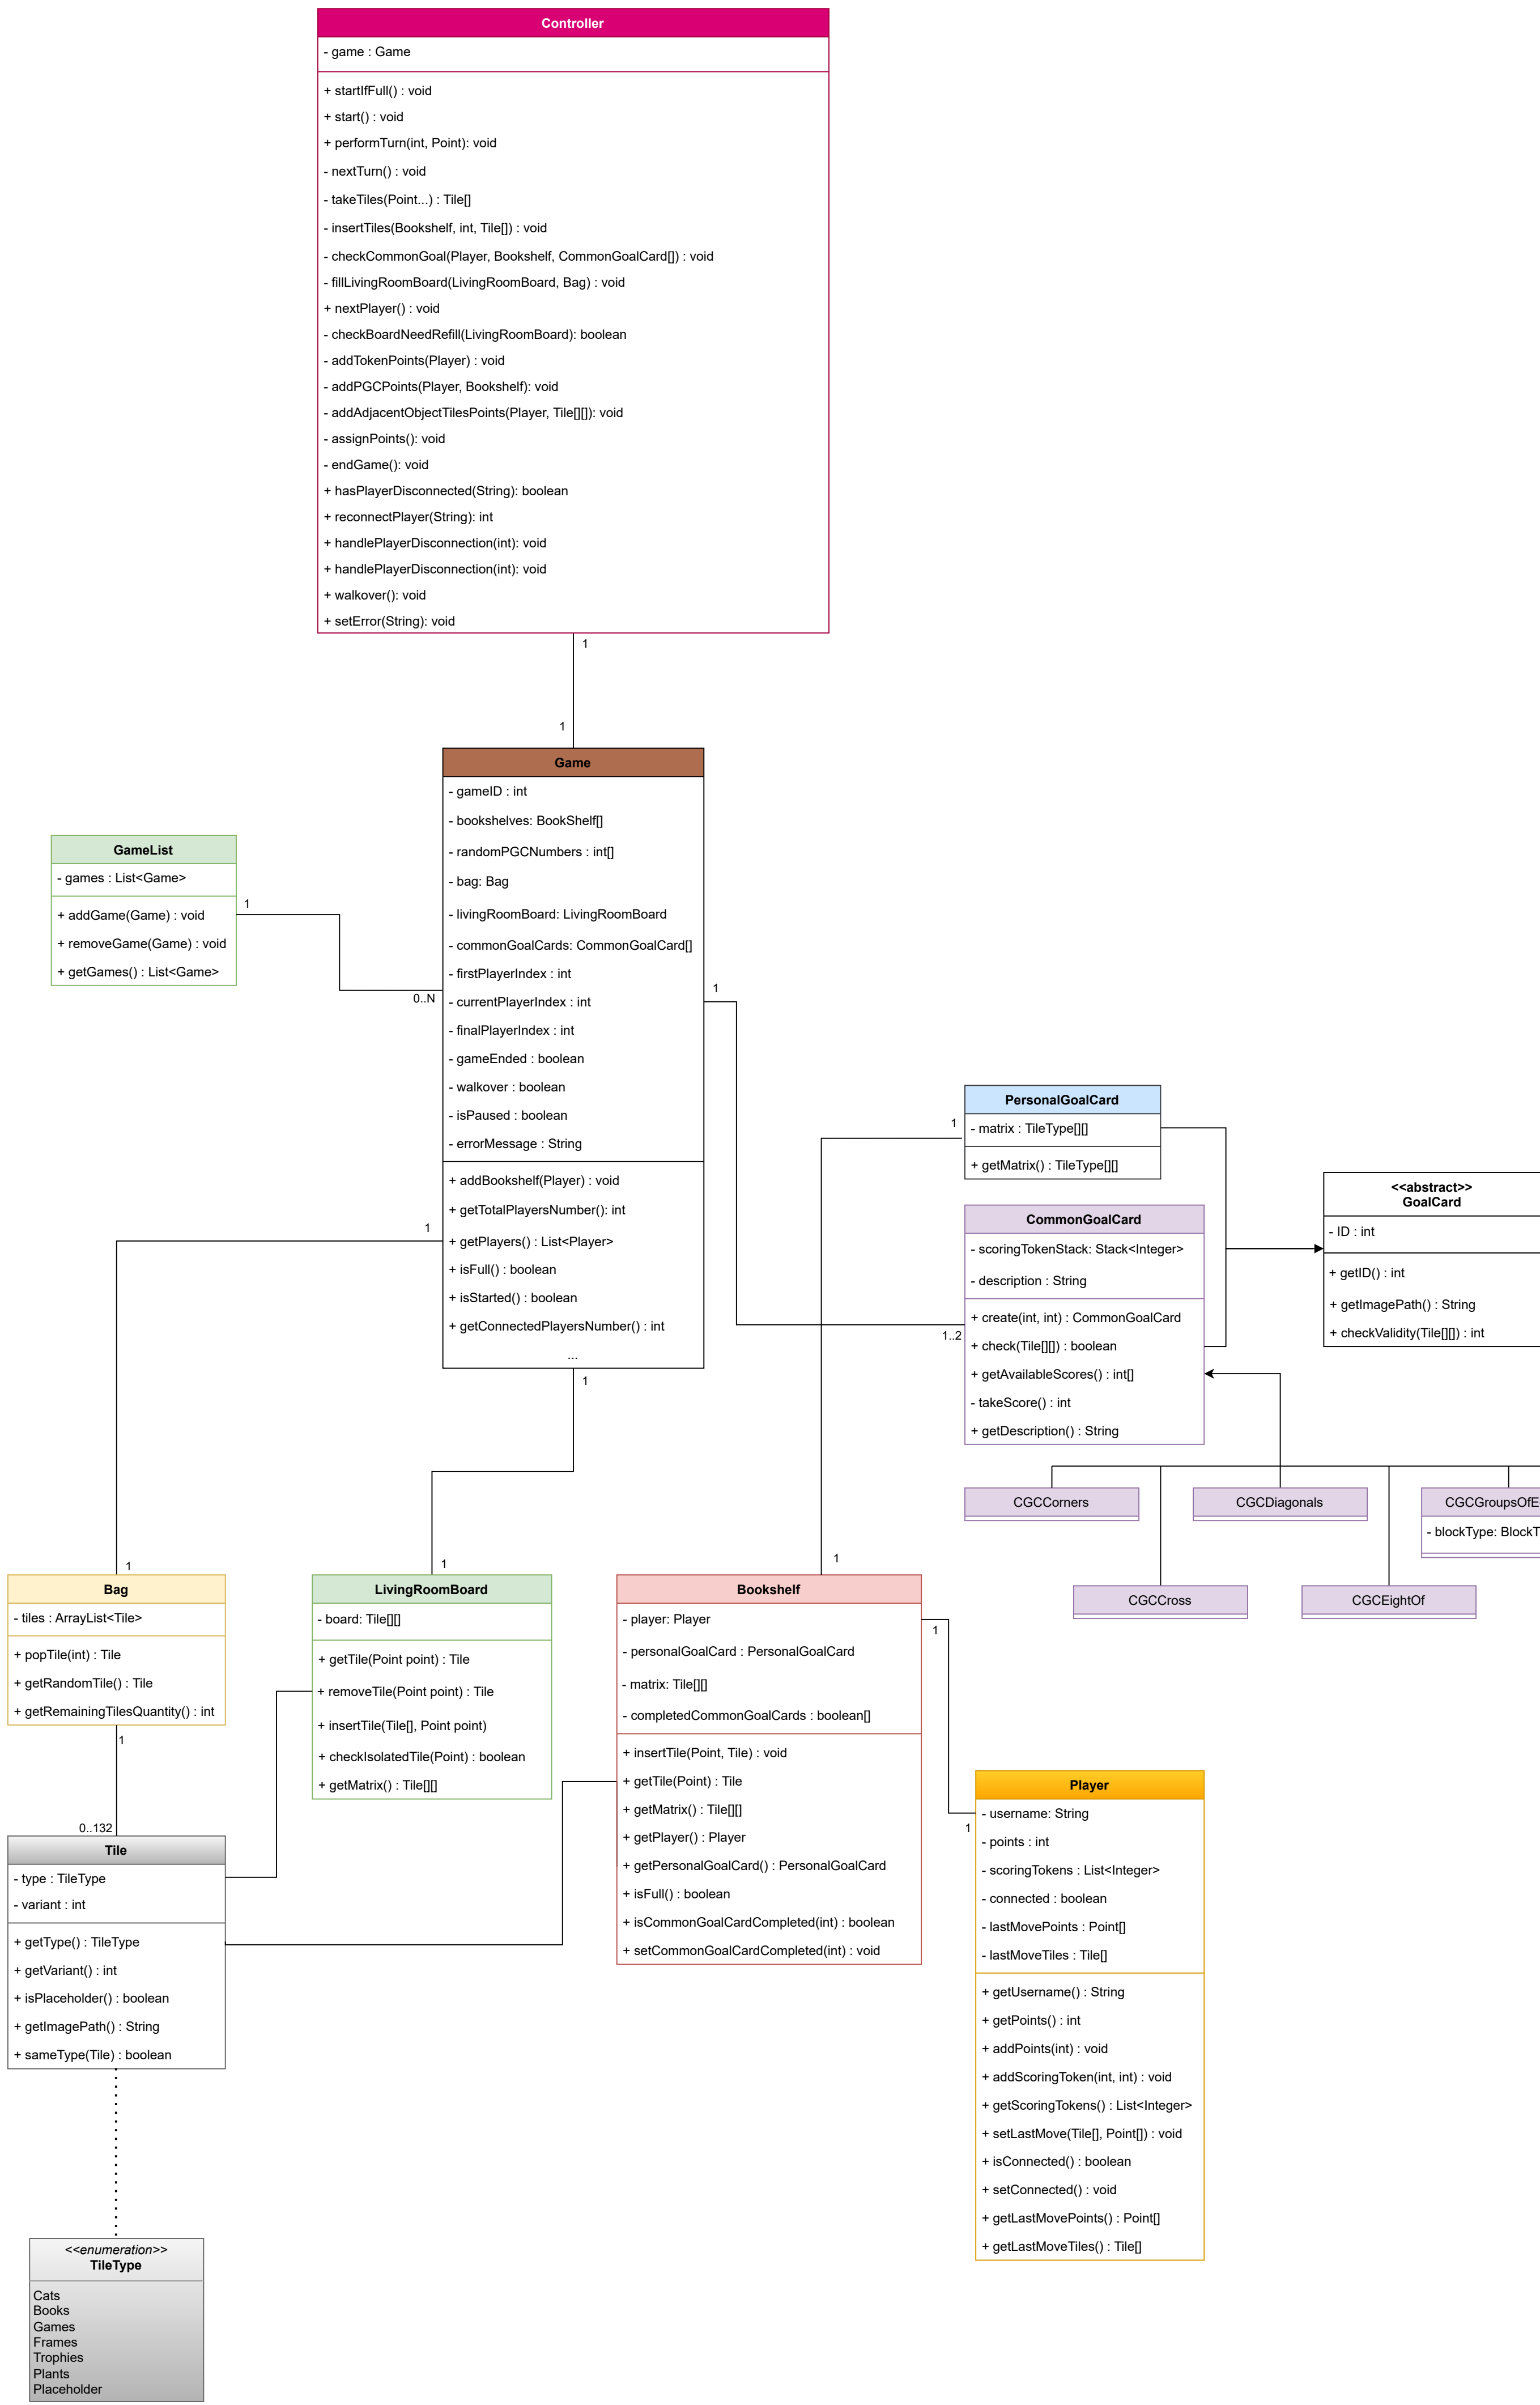 Controller
- game : Game
+ startIfFull() : void
+ start() : void
+ performTurn(int, Point): void
- nextTurn() : void
- takeTiles(Point...) : Tile[]
- insertTiles(Bookshelf, int, Tile[]) : void
- checkCommonGoal(Player, Bookshelf, CommonGoalCard[]) : void
- fillLivingRoomBoard(LivingRoomBoard, Bag) : void
+ nextPlayer() : void
- checkBoardNeedRefill(LivingRoomBoard): boolean
- addTokenPoints(Player) : void
- addPGCPoints(Player, Bookshelf): void
- addAdjacentObjectTilesPoints(Player, Tile[][]): void
- assignPoints(): void
- endGame(): void
+ hasPlayerDisconnected(String): boolean
+ reconnectPlayer(String): int
+ handlePlayerDisconnection(int): void
+ handlePlayerDisconnection(int): void
+ walkover(): void
+ setError(String): void
1
1
Game
- gameID : int
- bookshelves: BookShelf[]
- randomPGCNumbers : int[]
- bag: Bag
- livingRoomBoard: LivingRoomBoard
- commonGoalCards: CommonGoalCard[]
- firstPlayerIndex : int
- currentPlayerIndex : int
- finalPlayerIndex : int
- gameEnded : boolean
- walkover : boolean
- isPaused : boolean
- errorMessage : String
+ addBookshelf(Player) : void
+ getTotalPlayersNumber(): int
+ getPlayers() : List<Player>
+ isFull() : boolean
+ isStarted() : boolean
+ getConnectedPlayersNumber() : int
...
GameList
- games : List<Game>
+ addGame(Game) : void
+ removeGame(Game) : void
+ getGames() : List<Game>
1
0..N
1
1
1
1..2
1
PersonalGoalCard
- matrix : TileType[][]
+ getMatrix() : TileType[][]
CommonGoalCard
- scoringTokenStack: Stack<Integer>
- description : String
+ create(int, int) : CommonGoalCard
+ check(Tile[][]) : boolean
+ getAvailableScores() : int[]
- takeScore() : int
+ getDescription() : String
<<abstract>>
GoalCard
- ID : int
+ getID() : int
+ getImagePath() : String
+ checkValidity(Tile[][]) : int
CGCCorners
CGCDiagonals
CGCGroupsOfE
- blockType: BlockT
CGCCross
CGCEightOf
1
1
1
Bag
- tiles : ArrayList<Tile>
+ popTile(int) : Tile
+ getRandomTile() : Tile
+ getRemainingTilesQuantity() : int
1
0..132
LivingRoomBoard
- board: Tile[][]
+ getTile(Point point) : Tile
+ removeTile(Point point) : Tile
+ insertTile(Tile[], Point point)
+ checkIsolatedTile(Point) : boolean
+ getMatrix() : Tile[][]
Bookshelf
- player: Player
- personalGoalCard : PersonalGoalCard
- matrix: Tile[][]
- completedCommonGoalCards : boolean[]
+ insertTile(Point, Tile) : void
+ getTile(Point) : Tile
+ getMatrix() : Tile[][]
+ getPlayer() : Player
+ getPersonalGoalCard() : PersonalGoalCard
+ isFull() : boolean
+ isCommonGoalCardCompleted(int) : boolean
+ setCommonGoalCardCompleted(int) : void
1
1
Player
- username: String
- points : int
- scoringTokens : List<Integer>
- connected : boolean
- lastMovePoints : Point[]
- lastMoveTiles : Tile[]
+ getUsername() : String
+ getPoints() : int
+ addPoints(int) : void
+ addScoringToken(int, int) : void
+ getScoringTokens() : List<Integer>
+ setLastMove(Tile[], Point[]) : void
+ isConnected() : boolean
+ setConnected() : void
+ getLastMovePoints() : Point[]
+ getLastMoveTiles() : Tile[]
Tile
- type : TileType
- variant : int
+ getType() : TileType
+ getVariant() : int
+ isPlaceholder() : boolean
+ getImagePath() : String
+ sameType(Tile) : boolean
<<enumeration>>
TileType
Cats
Books
Games
Frames
Trophies
Plants
Placeholder